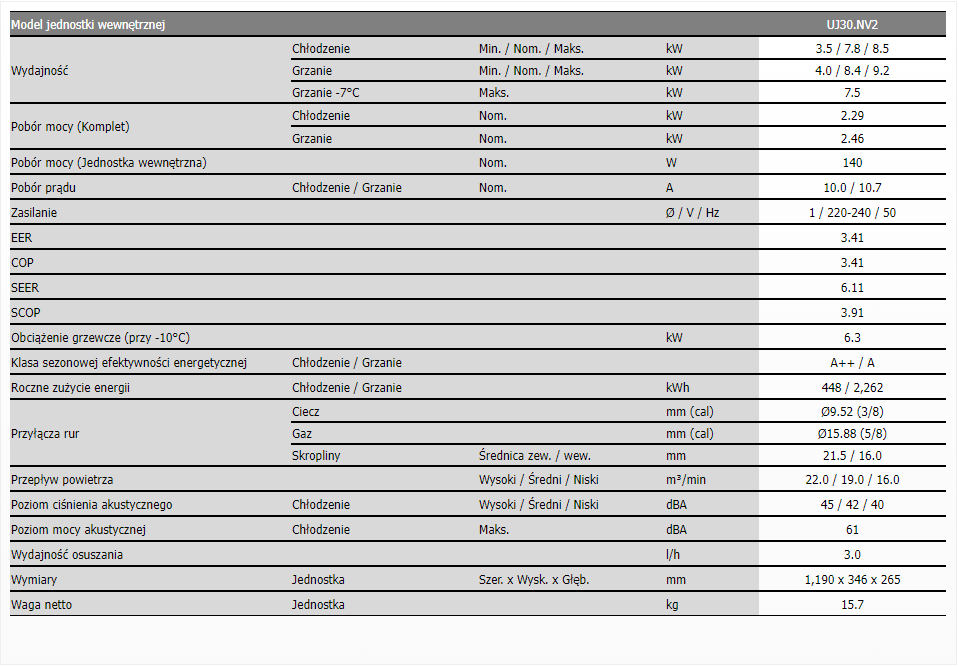 Model jednostki wewnętrznej UJ30.NV2
Chłodzenie Min. / Nom. / Maks. kW 3.5 / 7.8 / 8.5
Wydajność Grzanie Min. / Nom. / Maks. kW 4.0 / 8.4 / 9.2
Grzanie -7°C Maks. kW 7.5
Pobór mocy (Komplet) Chłodzenie Nom. kW 2.29
Grzanie Nom. kW 2.46
Pobór mocy (Jednostka wewnętrzna) Nom. W 140
Pobór prądu Chłodzenie / Grzanie Nom. A 10.0 / 10.7
Zasilanie Ø / V / Hz 1 / 220-240 / 50
EER 3.41
COP 3.41
SEER 6.11
SCOP 3.91
Obciążenie grzewcze (przy -10°C) kW 6.3
Klasa sezonowej efektywności energetycznej Chłodzenie / Grzanie A++ / A
Roczne zużycie energii Chłodzenie / Grzanie kWh 448 / 2,262
Ciecz mm (cal) Ø9.52 (3/8)
Przyłącza rur Gaz mm (cal) Ø15.88 (5/8)
Skropliny Średnica zew. / wew. mm 21.5 / 16.0
Przepływ powietrza Wysoki / Średni / Niski m³/min 22.0 / 19.0 / 16.0
Poziom ciśnienia akustycznego Chłodzenie Wysoki / Średni / Niski dBA 45 / 42 / 40
Poziom mocy akustycznej Chłodzenie Maks. dBA 61
Wydajność osuszania l/h 3.0
Wymiary Jednostka Szer. x Wysk. x Głęb. mm 1,190 x 346 x 265
Waga netto Jednostka kg 15.7